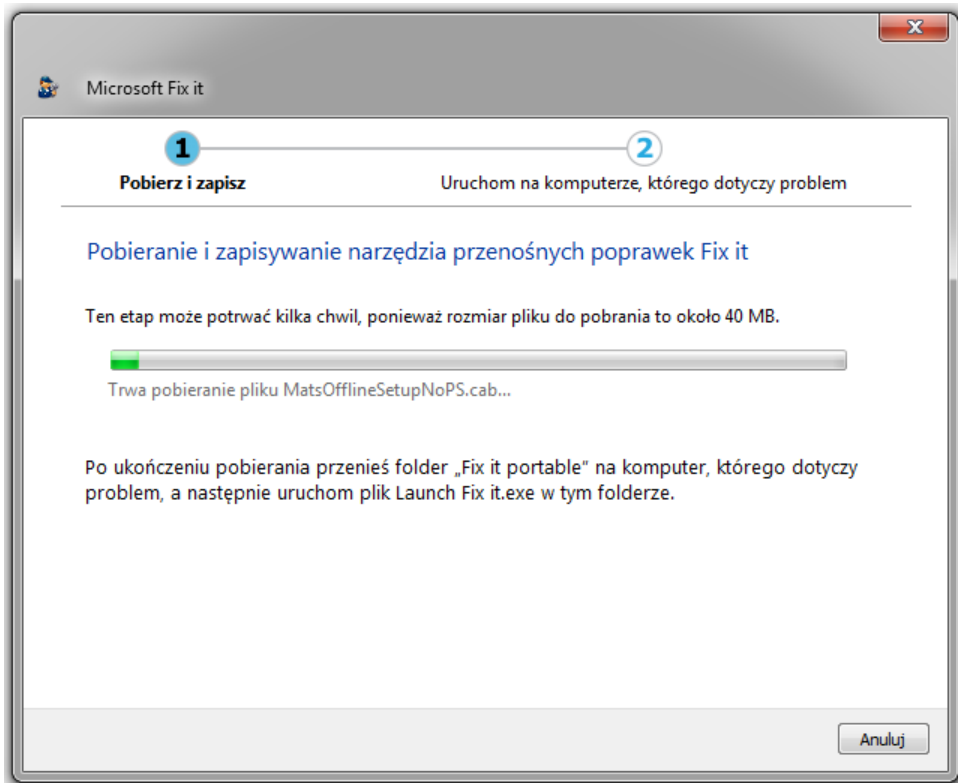 Microsoft Fix it
1
2
Pobierz i zapisz
Uruchom na komputerze, którego dotyczy problem
Pobieranie i zapisywanie narzędzia przenośnych poprawek Fix it
Ten etap może potrwać kilka chwil, ponieważ rozmiar pliku do pobrania to około 40 MB.
Trwa pobieranie pliku MatsOfflineSetupNoPS.cab...
Po ukończeniu pobierania przenieś folder „Fix it portable" na komputer, którego dotyczy
problem, a następnie uruchom plik Launch Fix it.exe w tym folderze.
Anuluj